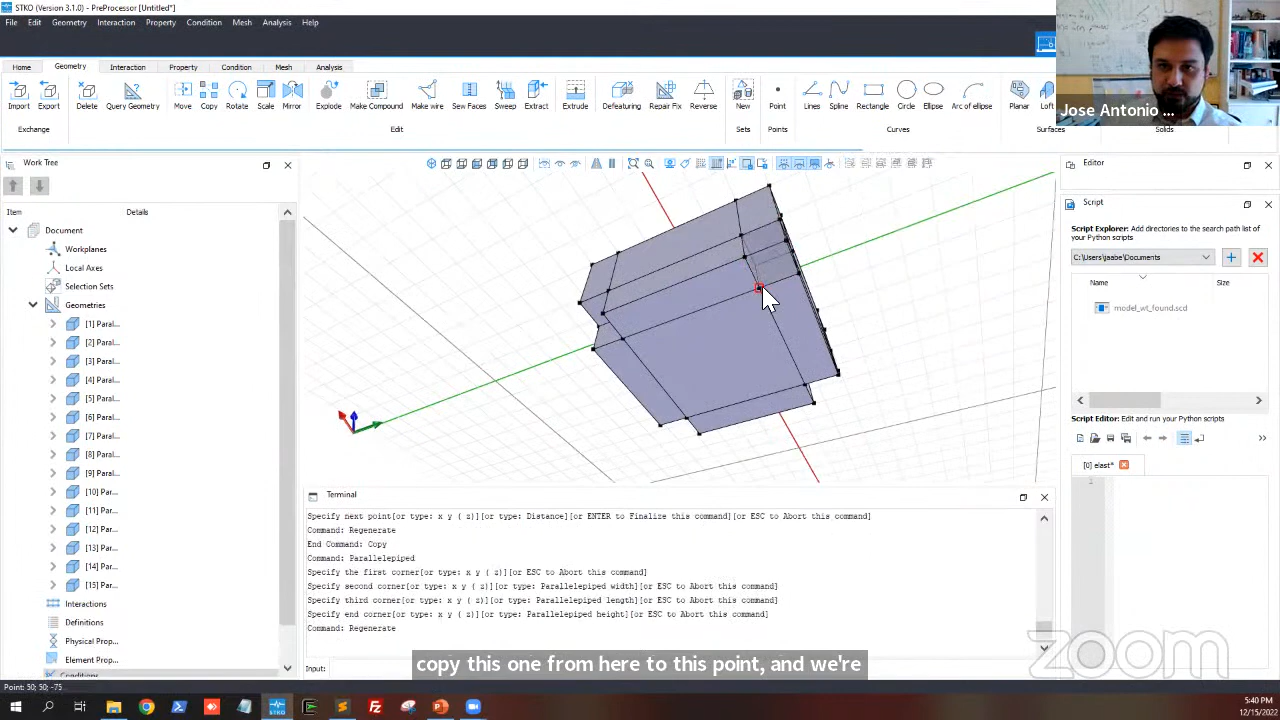 STKO (Version 3.1.0) - PreProcessor [Untitled*]
File Edit Geometry Interaction Property Condition Mesh Analysis Help
Home Geometry Interaction Property Condition Mesh Analysis
Import Export Delete Query Geometry Move Copy Rotate Scale Mirror Explode Make Compound Make wire Sew Faces Sweep Extract Extrude Defeaturing Repair Fix Reverse New Point Lines Spline Rectangle Circle Ellipse Arc of ellipse Planar Loft
Exchange Edit Sets Points Curves Surfaces Solids
Jose Antonio ...
Work Tree
Item Details
Document
Workplanes
Local Axes
Selection Sets
Geometries
[1] Paral...
[2] Paral...
[3] Paral...
[4] Paral...
[5] Paral...
[6] Paral...
[7] Paral...
[8] Paral...
[9] Paral...
[10] Par...
[11] Par...
[12] Par...
[13] Par...
[14] Par...
[15] Par...
Interactions
Definitions
Physical Prop...
Element Prop...
Conditions
Point: 50; 50; -75...
Terminal
Specify next point[or type: x y ( z)][or type: Distance][or ENTER to Finalize this command][or ESC to Abort this command]
Command: Regenerate
End Command: Copy
Command: Parallelepiped
Specify the first corner[or type: x y ( z)][or ESC to Abort this command]
Specify second corner[or type: x y ( z)][or type: Parallelepiped width][or ESC to Abort this command]
Specify third corner[or type: x y ( z)][or type: Parallelepiped length][or ESC to Abort this command]
Specify end corner[or type: x y ( z)][or type: Parallelepiped height][or ESC to Abort this command]
Command: Regenerate
Input:
copy this one from here to this point, and we're
Editor
Script
Script Explorer: Add directories to the search path list of
your Python scripts
C:\Users\jaabe\Documents
Name Size
model_wt_found.scd
Script Editor: Edit and run your Python scripts
[0] elast*
1
zoom
5:40 PM
12/15/2022